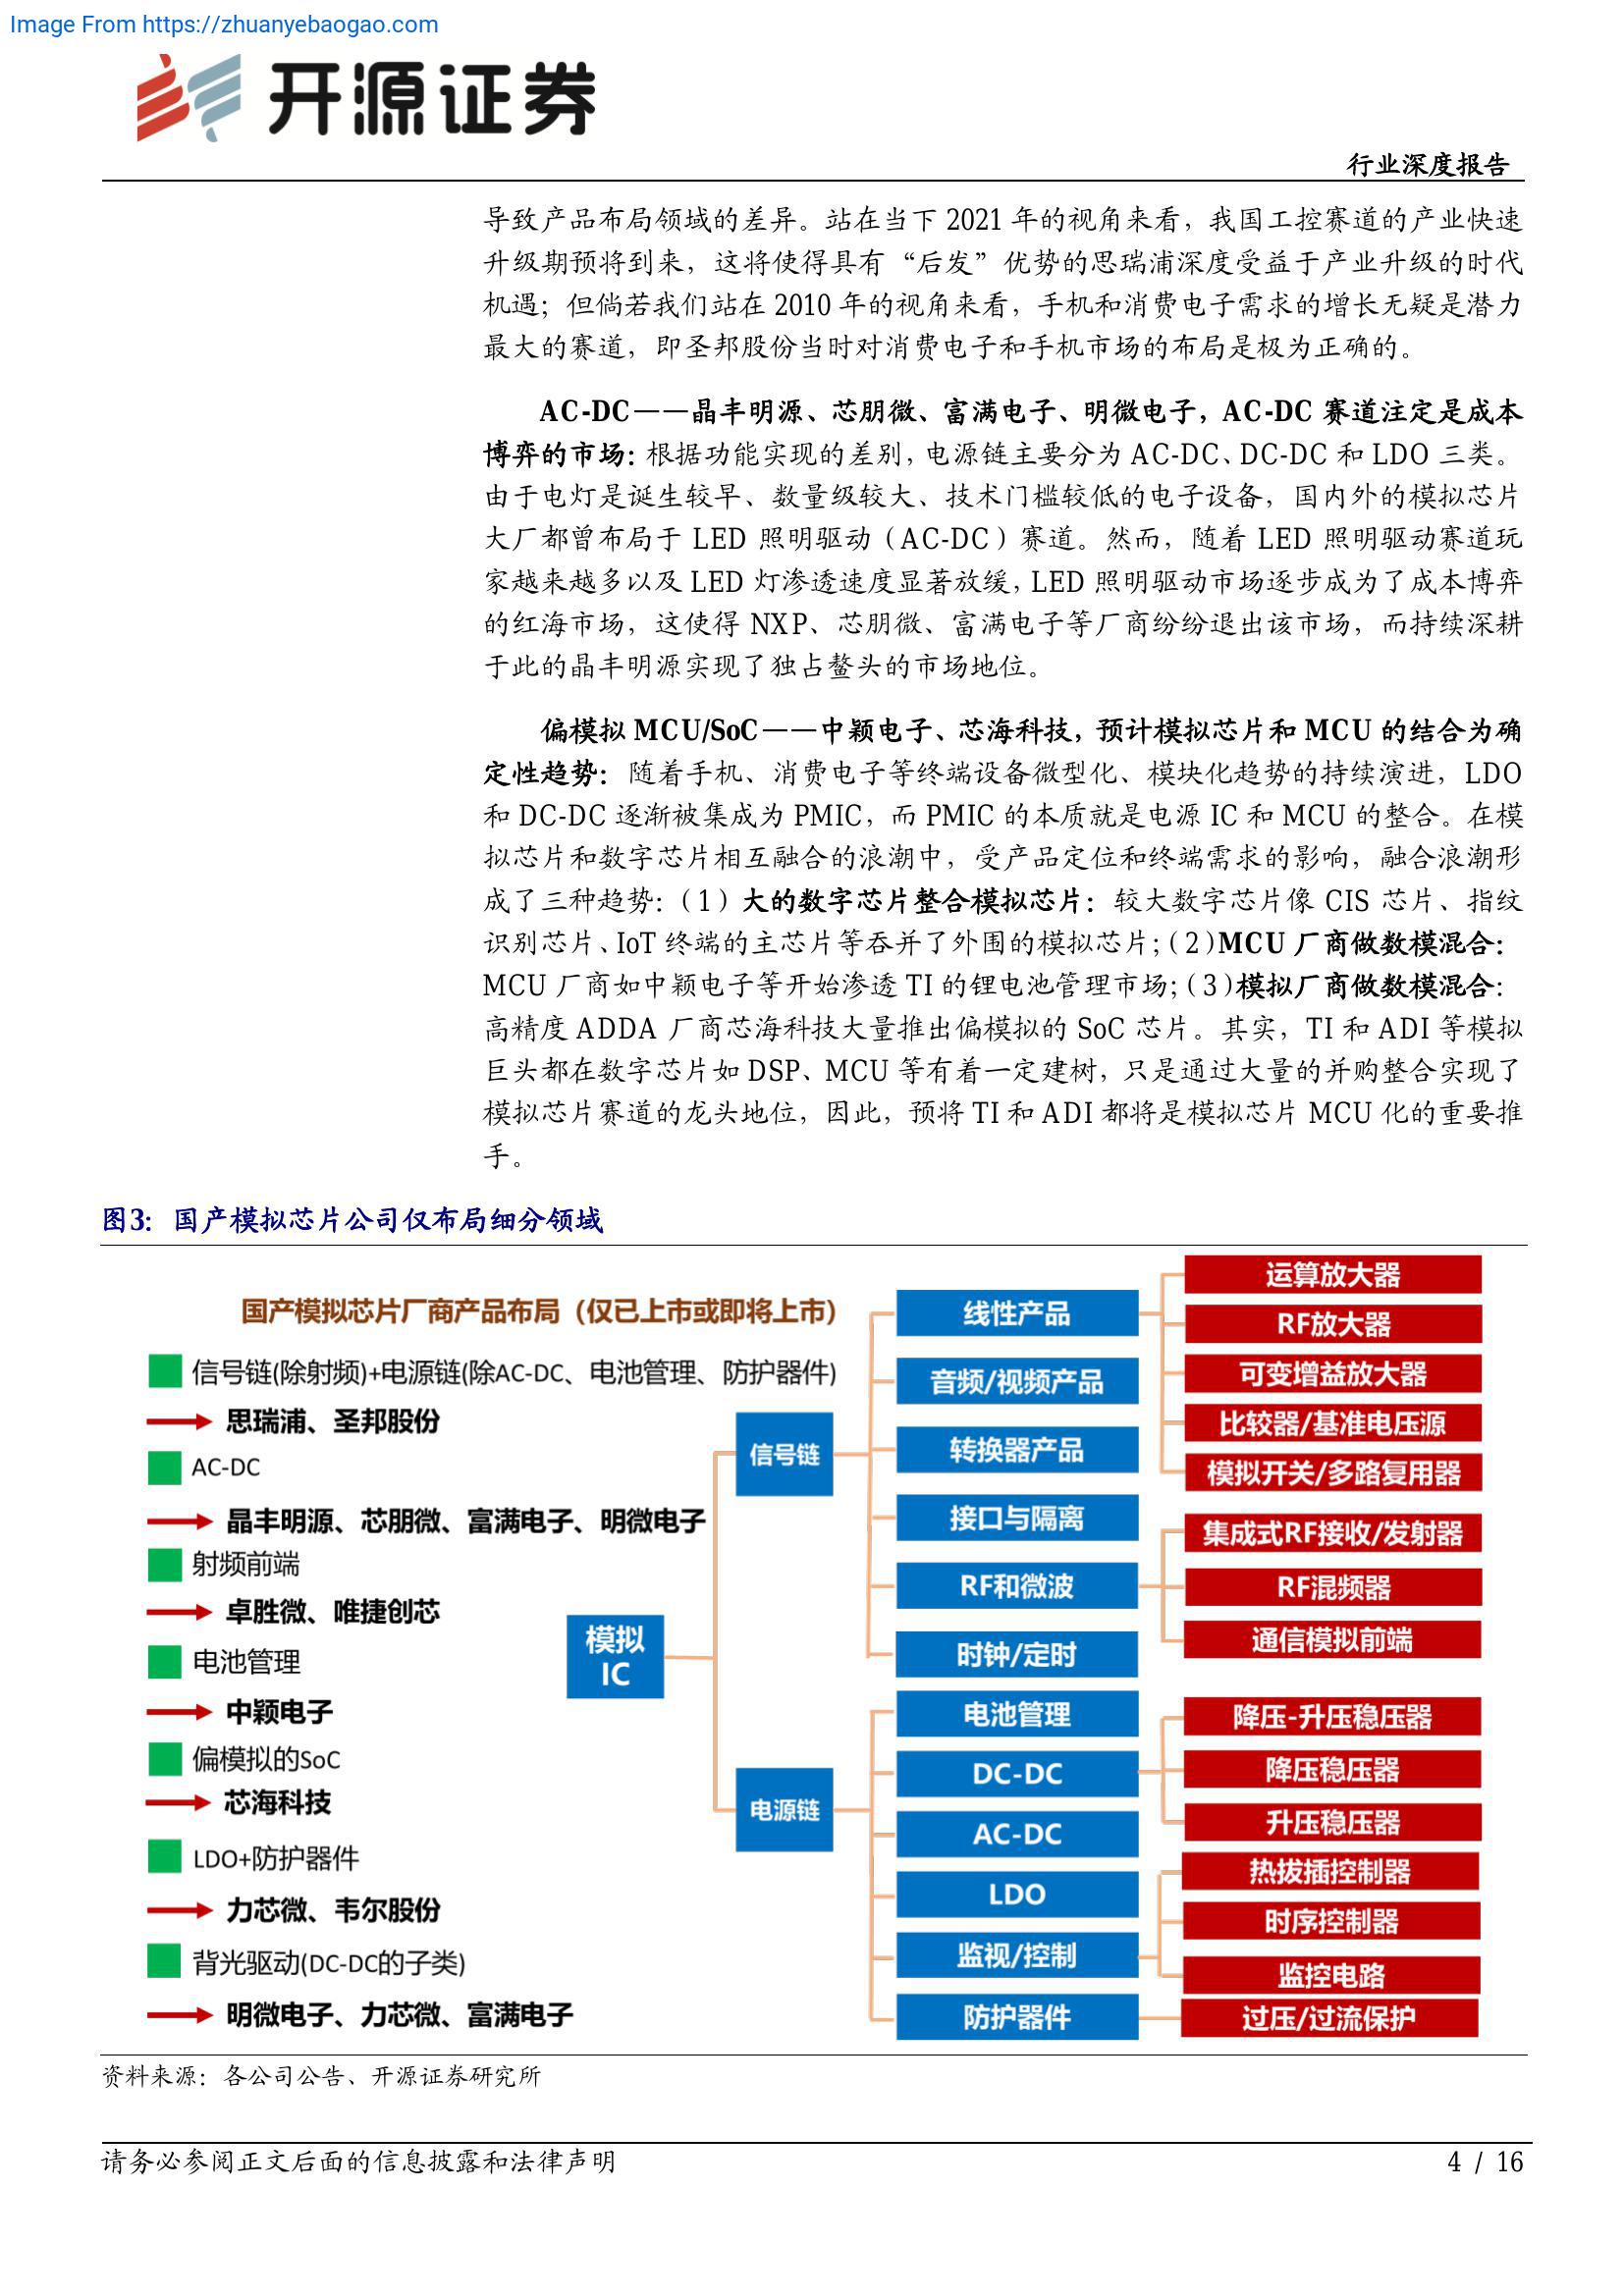 Image From https://zhuanyebaogao.com
开源证券
行业深度报告
导致产品布局领域的差异。站在当下 2021 年的视角来看，我国工控赛道的产业快速
升级期预将到来，这将使得具有“后发”优势的思瑞浦深度受益于产业升级的时代
机遇；但倘若我们站在 2010 年的视角来看，手机和消费电子需求的增长无疑是潜力
最大的赛道，即圣邦股份当时对消费电子和手机市场的布局是极为正确的。
AC-DC——晶丰明源、芯朋微、富满电子、明微电子，AC-DC 赛道注定是成本
博弈的市场：根据功能实现的差别，电源链主要分为 AC-DC、DC-DC 和 LDO 三类。
由于电灯是诞生较早、数量级较大、技术门槛较低的电子设备，国内外的模拟芯片
大厂都曾布局于 LED 照明驱动（AC-DC）赛道。然而，随着 LED 照明驱动赛道玩
家越来越多以及 LED 灯渗透速度显著放缓，LED 照明驱动市场逐步成为了成本博弈
的红海市场，这使得 NXP、芯朋微、富满电子等厂商纷纷退出该市场，而持续深耕
于此的晶丰明源实现了独占鳌头的市场地位。
偏模拟 MCU/SoC——中颖电子、芯海科技，预计模拟芯片和 MCU 的结合为确
定性趋势：随着手机、消费电子等终端设备微型化、模块化趋势的持续演进，LDO
和 DC-DC 逐渐被集成为 PMIC，而 PMIC 的本质就是电源 IC 和 MCU 的整合。在模
拟芯片和数字芯片相互融合的浪潮中，受产品定位和终端需求的影响，融合浪潮形
成了三种趋势：（1）大的数字芯片整合模拟芯片：较大数字芯片像 CIS 芯片、指纹
识别芯片、IoT 终端的主芯片等吞并了外围的模拟芯片；（2）MCU 厂商做数模混合：
MCU 厂商如中颖电子等开始渗透 TI 的锂电池管理市场；（3）模拟厂商做数模混合：
高精度 ADDA 厂商芯海科技大量推出偏模拟的 SoC 芯片。其实，TI 和 ADI 等模拟
巨头都在数字芯片如 DSP、MCU 等有着一定建树，只是通过大量的并购整合实现了
模拟芯片赛道的龙头地位，因此，预将 TI 和 ADI 都将是模拟芯片 MCU 化的重要推
手。
图3：国产模拟芯片公司仅布局细分领域
国产模拟芯片厂商产品布局（仅已上市或即将上市）
信号链(除射频)+电源链(除AC-DC、电池管理、防护器件)
思瑞浦、圣邦股份
AC-DC
晶丰明源、芯朋微、富满电子、明微电子
射频前端
卓胜微、唯捷创芯
电池管理
中颖电子
偏模拟的SoC
芯海科技
LDO+防护器件
力芯微、韦尔股份
背光驱动(DC-DC的子类)
明微电子、力芯微、富满电子
模拟
IC
信号链
电源链
线性产品
音频/视频产品
转换器产品
接口与隔离
RF和微波
时钟/定时
电池管理
DC-DC
AC-DC
LDO
监视/控制
防护器件
运算放大器
RF放大器
可变增益放大器
比较器/基准电压源
模拟开关/多路复用器
集成式RF接收/发射器
RF混频器
通信模拟前端
降压-升压稳压器
降压稳压器
升压稳压器
热拔插控制器
时序控制器
监控电路
过压/过流保护
资料来源：各公司公告、开源证券研究所
请务必参阅正文后面的信息披露和法律声明
4 / 16